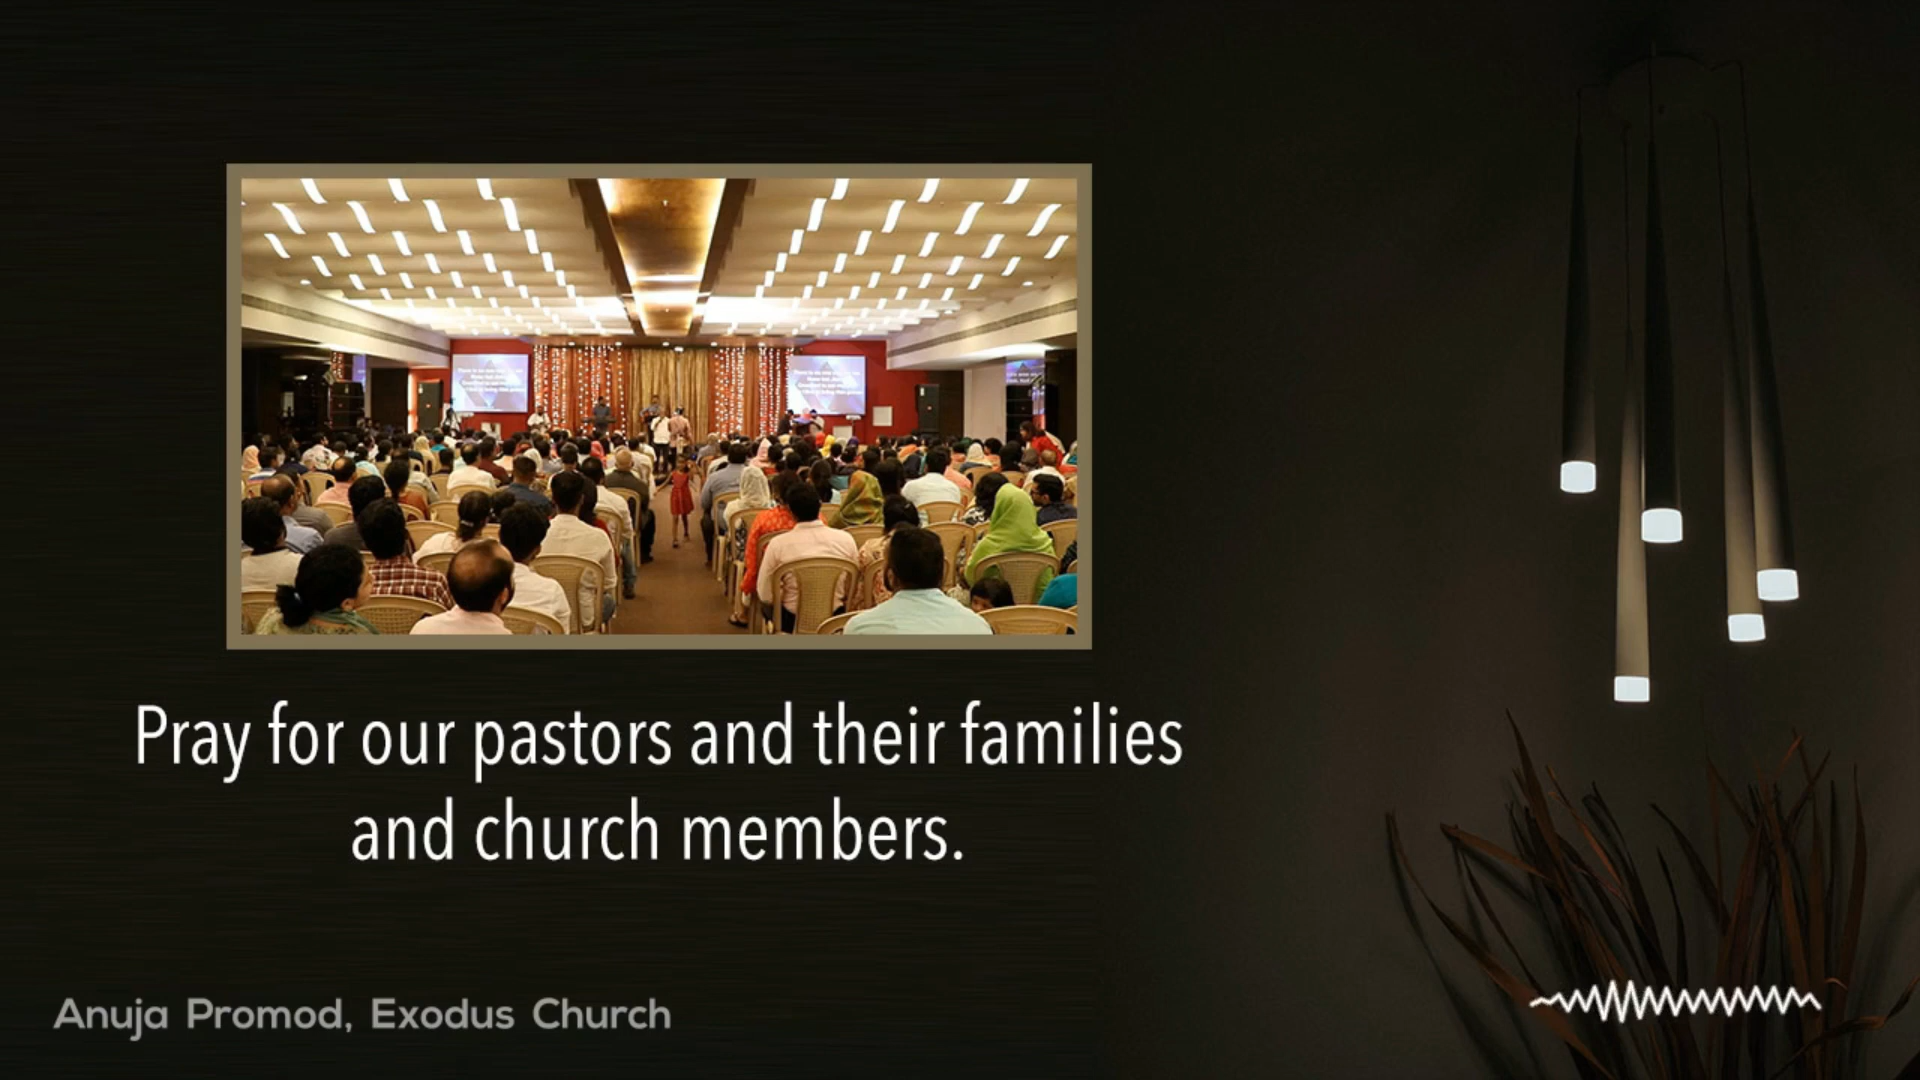 Pray for our pastors and their families
and church members.
Anuja Promod, Exodus Church